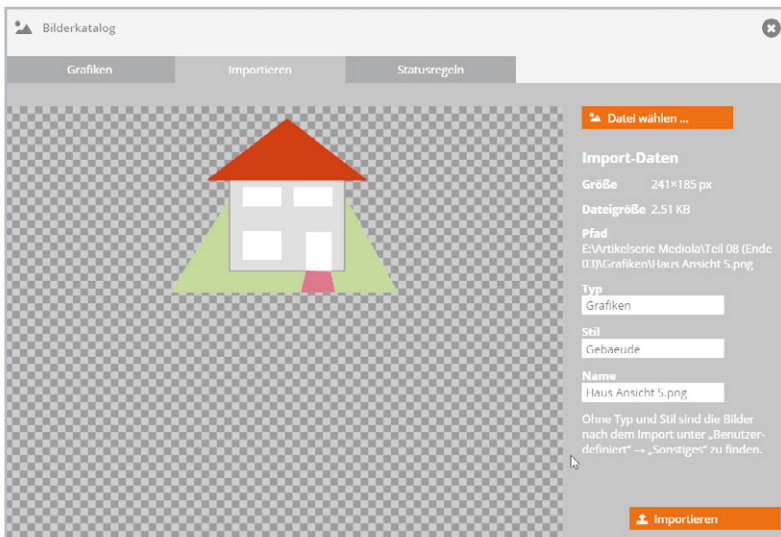 Bilderkatalog
Grafiken
Importieren
Statusregeln
Datei wählen ...
Import-Daten
Größe 241×185 px
Dateigröße 2.51 KB
Pfad
E:\Artikelserie Mediola\Teil 08 (Ende
03)\Grafiken\Haus Ansicht 5.png
Typ
Grafiken
Stil
Gebaeude
Name
Haus Ansicht 5.png
Ohne Typ und Stil sind die Bilder
nach dem Import unter „Benutzer-
definiert“ → „Sonstiges“ zu finden.
Importieren